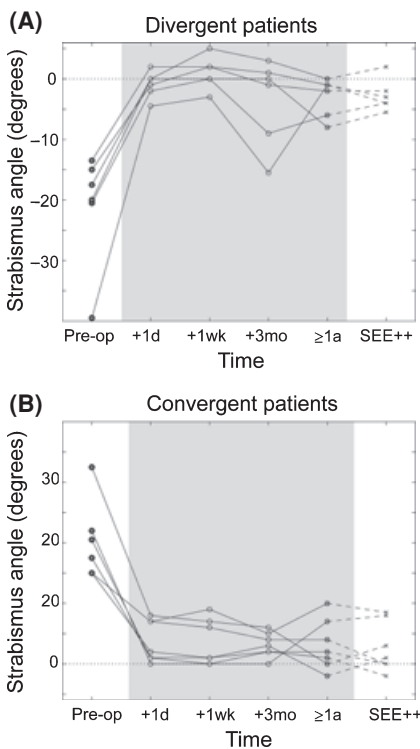 (A)
Divergent patients
Strabismus angle (degrees)
0
−10
−20
−30
Pre-op +1d +1wk +3mo ≥1a SEE++
Time
(B)
Convergent patients
Strabismus angle (degrees)
30
20
20
0
Pre-op +1d +1wk +3mo ≥1a SEE++
Time